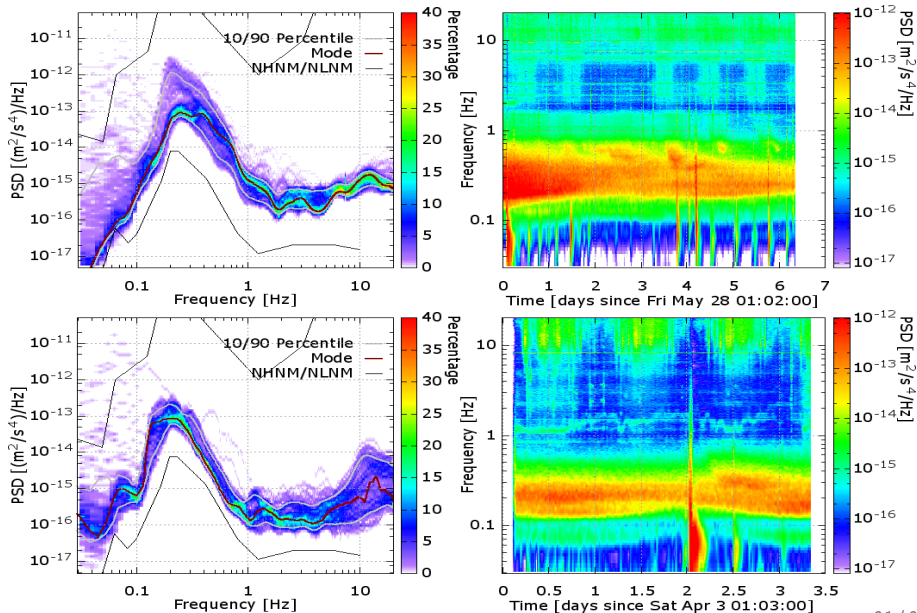 10/90 Percentile
Mode
NHNM/NLNM
PSD [(m²/s⁴)/Hz]
10⁻¹¹
10⁻¹²
10⁻¹³
10⁻¹⁴
10⁻¹⁵
10⁻¹⁶
10⁻¹⁷
0.1 1 10
Frequency [Hz]
Percentage
40
35
30
25
20
15
10
5
0
Frequency [Hz]
10
1
0.1
0 1 2 3 4 5 6 7
Time [days since Fri May 28 01:02:00]
PSD [m²/s⁴/Hz]
10⁻¹²
10⁻¹³
10⁻¹⁴
10⁻¹⁵
10⁻¹⁶
10⁻¹⁷
10/90 Percentile
Mode
NHNM/NLNM
PSD [(m²/s⁴)/Hz]
10⁻¹¹
10⁻¹²
10⁻¹³
10⁻¹⁴
10⁻¹⁵
10⁻¹⁶
10⁻¹⁷
0.1 1 10
Frequency [Hz]
Percentage
40
35
30
25
20
15
10
5
0
Frequency [Hz]
10
1
0.1
0 0.5 1 1.5 2 2.5 3 3.5
Time [days since Sat Apr 3 01:03:00]
PSD [m²/s⁴/Hz]
10⁻¹²
10⁻¹³
10⁻¹⁴
10⁻¹⁵
10⁻¹⁶
10⁻¹⁷